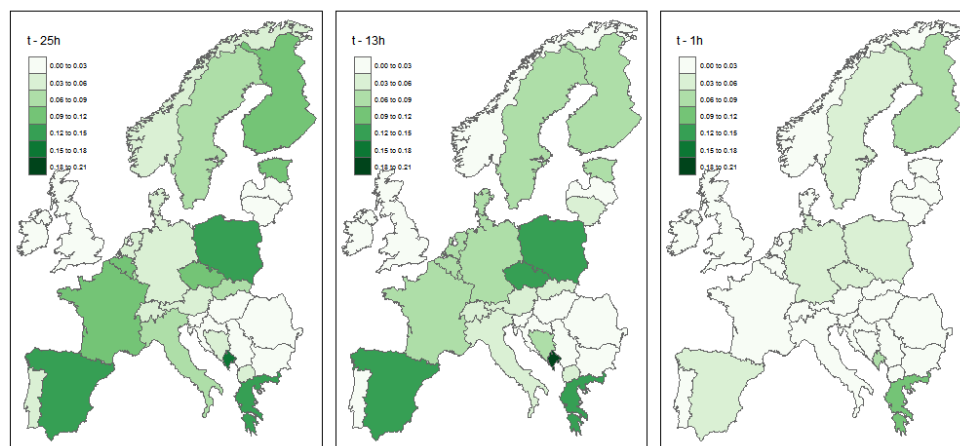 t - 25h
0.00 to 0.03
0.03 to 0.06
0.06 to 0.09
0.09 to 0.12
0.12 to 0.15
0.15 to 0.18
0.18 to 0.21
t - 13h
0.00 to 0.03
0.03 to 0.06
0.06 to 0.09
0.09 to 0.12
0.12 to 0.15
0.15 to 0.18
0.18 to 0.21
t - 1h
0.00 to 0.03
0.03 to 0.06
0.06 to 0.09
0.09 to 0.12
0.12 to 0.15
0.15 to 0.18
0.18 to 0.21